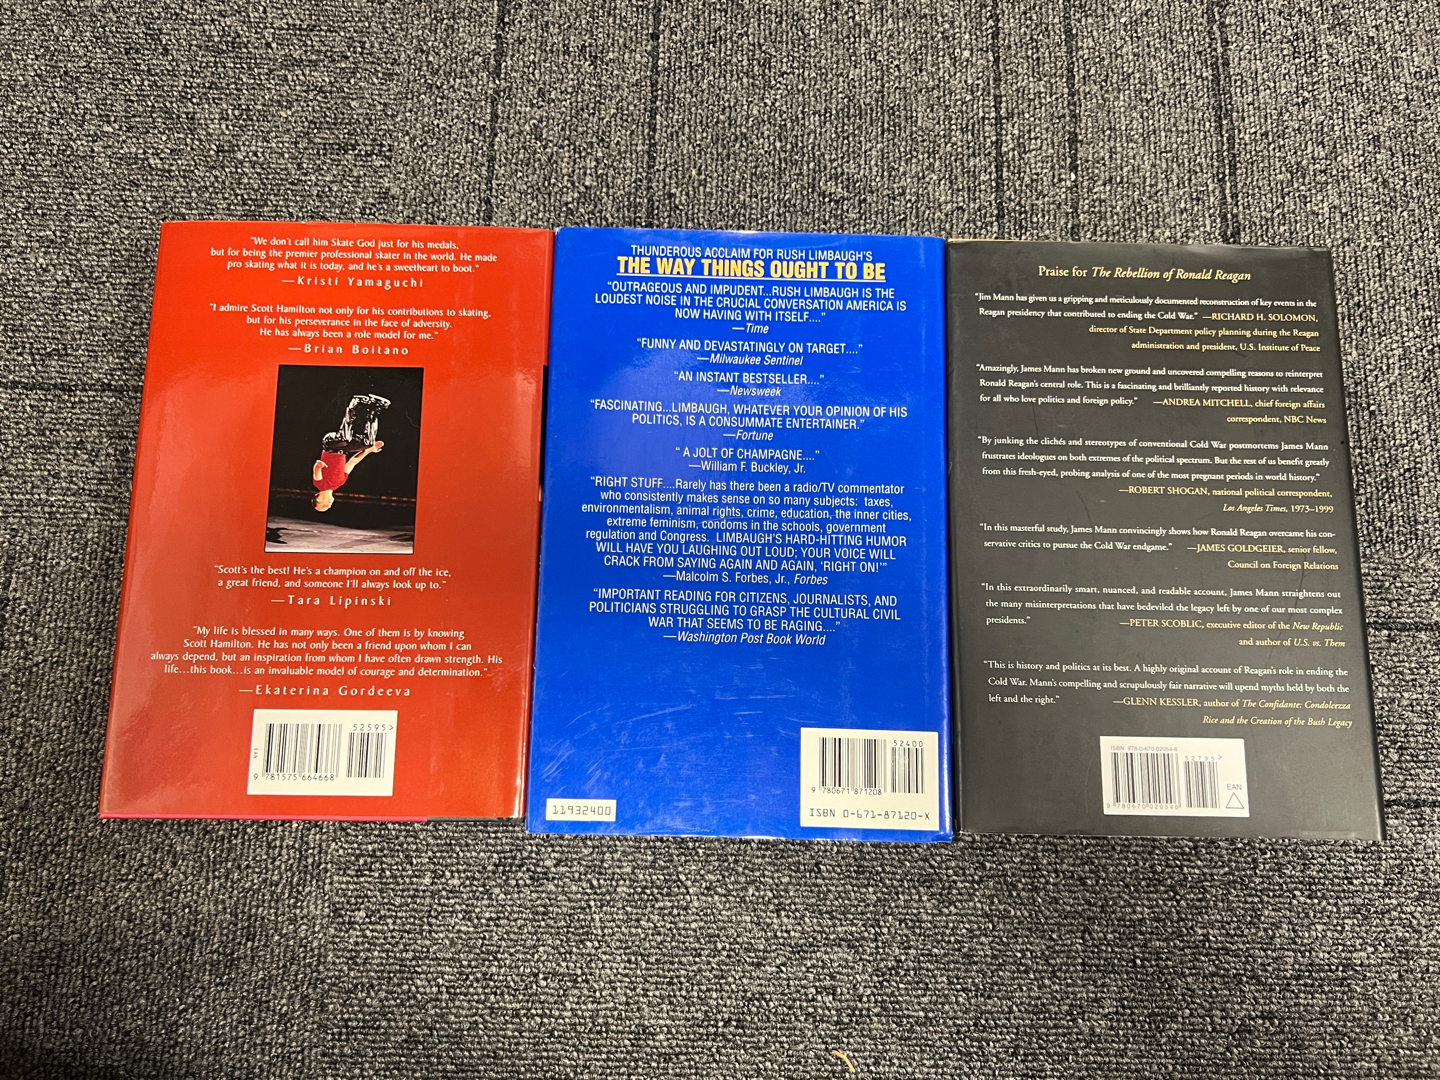 "We don't call him Skate God just for his medals,
but for being the premier professional skater in the world. He made
pro skating what it is today, and he's a sweetheart to boot."
—Kristi Yamaguchi
"I admire Scott Hamilton not only for his contributions to skating,
but for his perseverance in the face of adversity.
He has always been a role model for me."
—Brian Boitano
"Scott's the best! He's a champion on and off the ice,
a great friend, and someone I'll always look up to."
—Tara Lipinski
"My life is blessed in many ways. One of them is by knowing
Scott Hamilton. He has not only been a friend upon whom I can
always depend, but an inspiration from whom I have often drawn strength. His
life...this book...is an invaluable model of courage and determination."
—Ekaterina Gordeeva
52595>
EAN
9 781575 664668
THUNDEROUS ACCLAIM FOR RUSH LIMBAUGH'S
THE WAY THINGS OUGHT TO BE
"OUTRAGEOUS AND IMPUDENT...RUSH LIMBAUGH IS THE
LOUDEST NOISE IN THE CRUCIAL CONVERSATION AMERICA IS
NOW HAVING WITH ITSELF...."
—Time
"FUNNY AND DEVASTATINGLY ON TARGET...."
—Milwaukee Sentinel
"AN INSTANT BESTSELLER...."
—Newsweek
"FASCINATING...LIMBAUGH, WHATEVER YOUR OPINION OF HIS
POLITICS, IS A CONSUMMATE ENTERTAINER."
—Fortune
" A JOLT OF CHAMPAGNE...."
—William F. Buckley, Jr.
"RIGHT STUFF....Rarely has there been a radio/TV commentator
who consistently makes sense on so many subjects: taxes,
environmentalism, animal rights, crime, education, the inner cities,
extreme feminism, condoms in the schools, government
regulation and Congress. LIMBAUGH'S HARD-HITTING HUMOR
WILL HAVE YOU LAUGHING OUT LOUD; YOUR VOICE WILL
CRACK FROM SAYING AGAIN AND AGAIN, 'RIGHT ON!'"
—Malcolm S. Forbes, Jr., Forbes
"IMPORTANT READING FOR CITIZENS, JOURNALISTS, AND
POLITICIANS STRUGGLING TO GRASP THE CULTURAL CIVIL
WAR THAT SEEMS TO BE RAGING...."
—Washington Post Book World
11932400
52400
9 780671 871208
ISBN 0-671-87120-X
Praise for The Rebellion of Ronald Reagan
"Jim Mann has given us a gripping and meticulously documented reconstruction of key events in the
Reagan presidency that contributed to ending the Cold War." —RICHARD H. SOLOMON,
director of State Department policy planning during the Reagan
administration and president, U.S. Institute of Peace
"Amazingly, James Mann has broken new ground and uncovered compelling reasons to reinterpret
Ronald Reagan's central role. This is a fascinating and brilliantly reported history with relevance
for all who love politics and foreign policy." —ANDREA MITCHELL, chief foreign affairs
correspondent, NBC News
"By junking the clichés and stereotypes of conventional Cold War postmortems James Mann
frustrates ideologues on both extremes of the political spectrum. But the rest of us benefit greatly
from this fresh-eyed, probing analysis of one of the most pregnant periods in world history."
—ROBERT SHOGAN, national political correspondent,
Los Angeles Times, 1973–1999
"In this masterful study, James Mann convincingly shows how Ronald Reagan overcame his con-
servative critics to pursue the Cold War endgame." —JAMES GOLDGEIER, senior fellow,
Council on Foreign Relations
"In this extraordinarily smart, nuanced, and readable account, James Mann straightens out
the many misinterpretations that have bedeviled the legacy left by one of our most complex
presidents." —PETER SCOBLIC, executive editor of the New Republic
and author of U.S. vs. Them
"This is history and politics at its best. A highly original account of Reagan's role in ending the
Cold War. Mann's compelling and scrupulously fair narrative will upend myths held by both the
left and the right." —GLENN KESSLER, author of The Confidante: Condoleezza
Rice and the Creation of the Bush Legacy
ISBN 978-0-670-02054-6
52795>
EAN
9 780670 020546